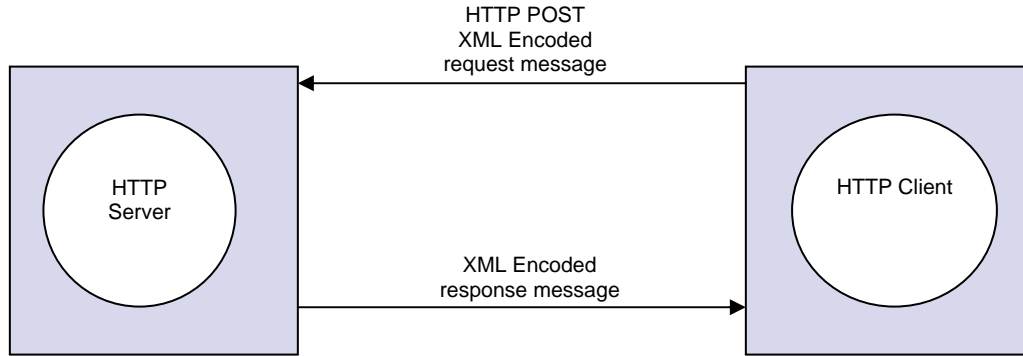 HTTP POST
XML Encoded
request message
HTTP
Server
HTTP Client
XML Encoded
response message